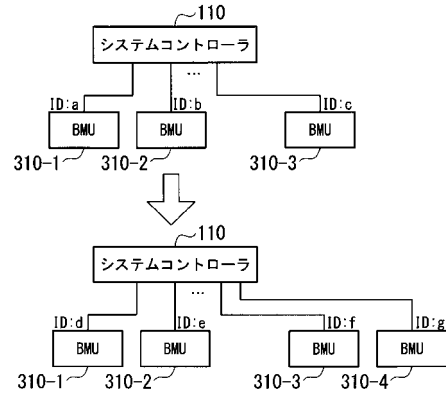 110
システムコントローラ
...
ID:a ID:b ID:c
BMU BMU BMU
310-1 310-2 310-3
110
システムコントローラ
...
ID:d ID:e ID:f ID:g
BMU BMU BMU BMU
310-1 310-2 310-3 310-4